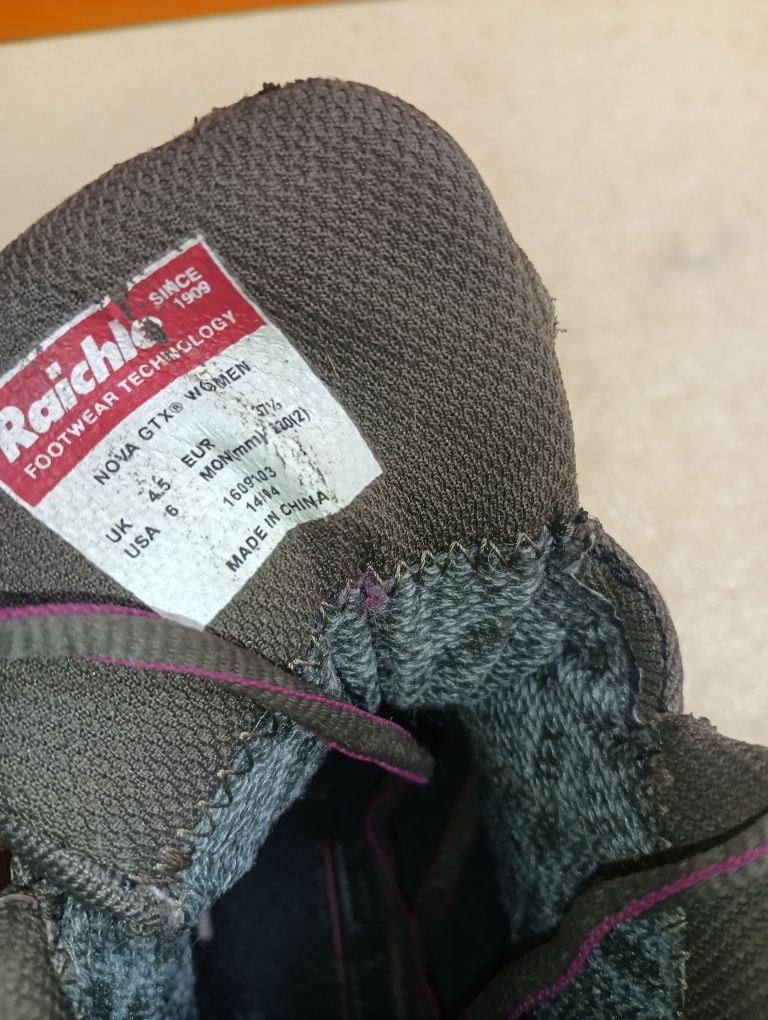 Raichle SINCE 1909
FOOTWEAR TECHNOLOGY
NOVA GTX® WOMEN
UK 4.5 EUR 37½
USA 6 MON(mm) 230(2)
1609103
14/04
MADE IN CHINA